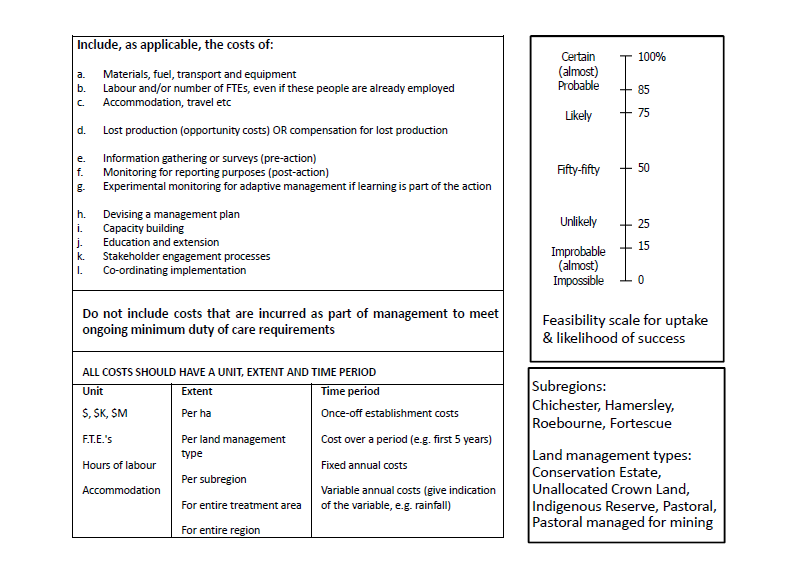 Include, as applicable, the costs of:
a. Materials, fuel, transport and equipment
b. Labour and/or number of FTEs, even if these people are already employed
c. Accommodation, travel etc
d. Lost production (opportunity costs) OR compensation for lost production
e. Information gathering or surveys (pre-action)
f. Monitoring for reporting purposes (post-action)
g. Experimental monitoring for adaptive management if learning is part of the action
h. Devising a management plan
i. Capacity building
j. Education and extension
k. Stakeholder engagement processes
l. Co-ordinating implementation
Do not include costs that are incurred as part of management to meet
ongoing minimum duty of care requirements
ALL COSTS SHOULD HAVE A UNIT, EXTENT AND TIME PERIOD
Unit Extent Time period
$, $K, $M Per ha Once-off establishment costs
F.T.E.'s Per land management Cost over a period (e.g. first 5 years)
type
Hours of labour Fixed annual costs
Per subregion
Accommodation Variable annual costs (give indication
For entire treatment area of the variable, e.g. rainfall)
For entire region
Certain 100%
(almost)
Probable 85
Likely 75
Fifty-fifty 50
Unlikely 25
Improbable 15
(almost)
Impossible 0
Feasibility scale for uptake
& likelihood of success
Subregions:
Chichester, Hamersley,
Roebourne, Fortescue
Land management types:
Conservation Estate,
Unallocated Crown Land,
Indigenous Reserve, Pastoral,
Pastoral managed for mining